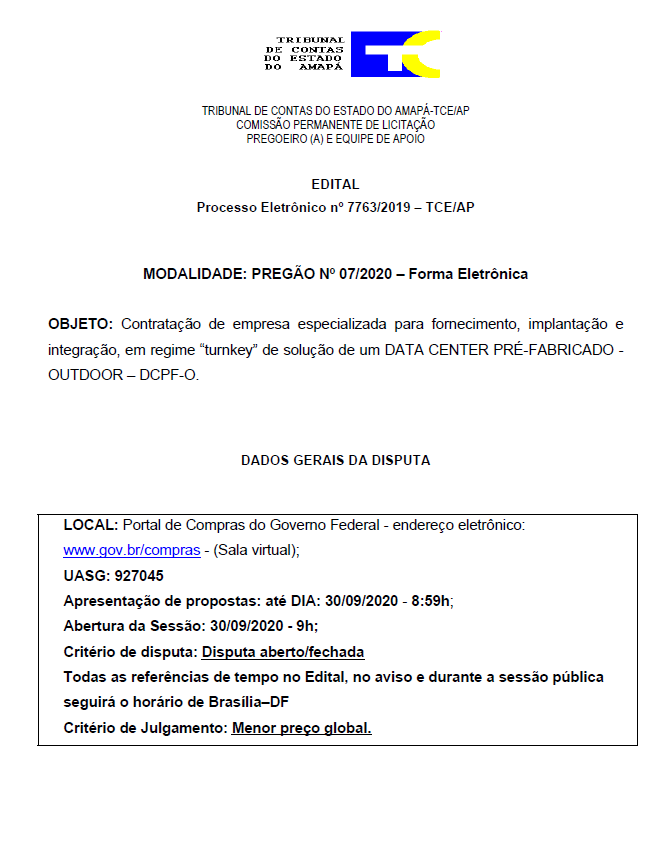 TRIBUNAL
DE CONTAS
DO ESTADO
DO AMAPÁ
TC
TRIBUNAL DE CONTAS DO ESTADO DO AMAPÁ-TCE/AP
COMISSÃO PERMANENTE DE LICITAÇÃO
PREGOEIRO (A) E EQUIPE DE APOIO
EDITAL
Processo Eletrônico nº 7763/2019 – TCE/AP
MODALIDADE: PREGÃO Nº 07/2020 – Forma Eletrônica
OBJETO: Contratação de empresa especializada para fornecimento, implantação e
integração, em regime “turnkey” de solução de um DATA CENTER PRÉ-FABRICADO -
OUTDOOR – DCPF-O.
DADOS GERAIS DA DISPUTA
LOCAL: Portal de Compras do Governo Federal - endereço eletrônico:
www.gov.br/compras - (Sala virtual);
UASG: 927045
Apresentação de propostas: até DIA: 30/09/2020 - 8:59h;
Abertura da Sessão: 30/09/2020 - 9h;
Critério de disputa: Disputa aberto/fechada
Todas as referências de tempo no Edital, no aviso e durante a sessão pública
seguirá o horário de Brasília–DF
Critério de Julgamento: Menor preço global.